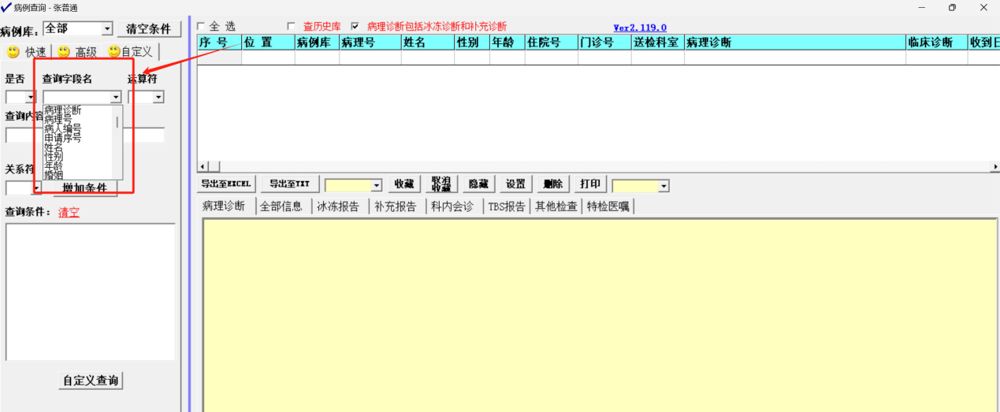 病例查询 - 张普通
病例库: 全部 清空条件
快速 高级 自定义
是否 查询字段名 运算符
病理诊断
病理号
病人编号
申请序号
姓名
性别
年龄
婚姻
查询内容
关系符
增加条件
查询条件: 清空
自定义查询
全 选 查历史库 病理诊断包括冰冻诊断和补充诊断 Ver2.119.0
序 号 位 置 病例库 病理号 姓名 性别 年龄 住院号 门诊号 送检科室 病理诊断 临床诊断 收到日
导出至EXCEL 导出至TXT 收藏 取消收藏 隐藏 设置 删除 打印
病理诊断 全部信息 冰冻报告 补充报告 科内会诊 TBS报告 其他检查 特检医嘱